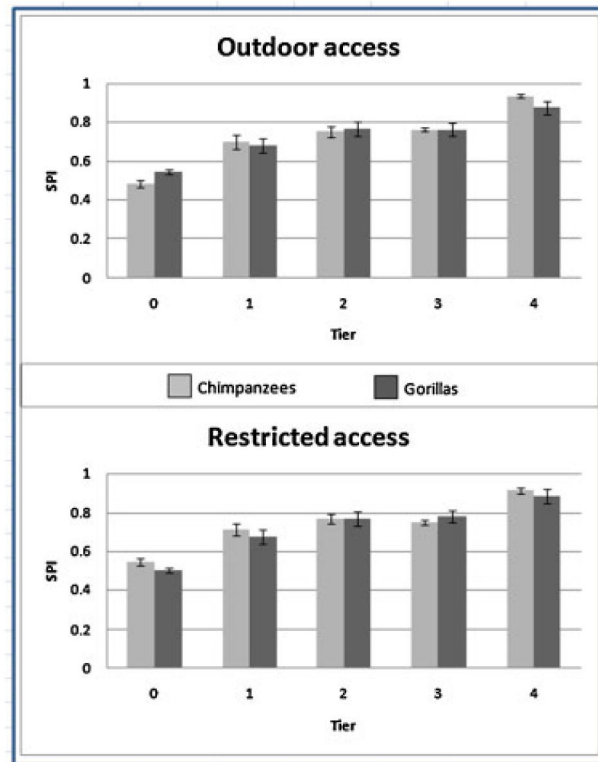 Outdoor access
1
0.8
0.6
0.4
0.2
0
SPI
0 1 2 3 4
Tier
Chimpanzees Gorillas
Restricted access
1
0.8
0.6
0.4
0.2
0
SPI
0 1 2 3 4
Tier